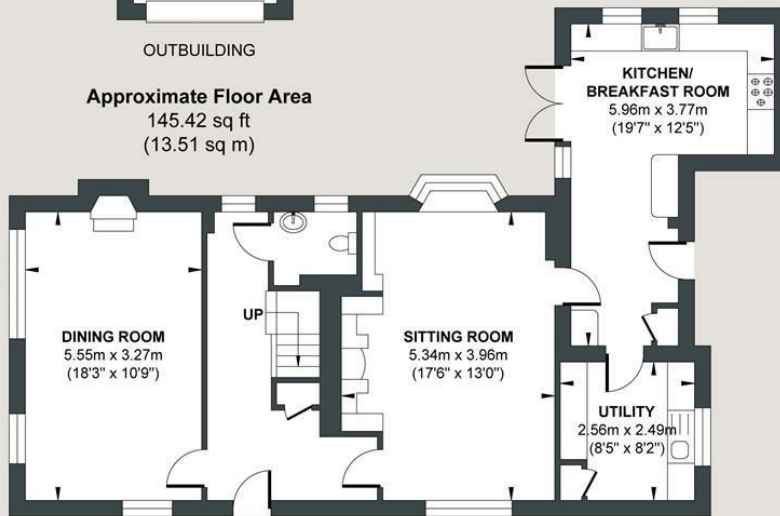 OUTBUILDING
Approximate Floor Area
145.42 sq ft
(13.51 sq m)
KITCHEN/
BREAKFAST ROOM
5.96m x 3.77m
(19'7" x 12'5")
DINING ROOM
5.55m x 3.27m
(18'3" x 10'9")
UP
SITTING ROOM
5.34m x 3.96m
(17'6" x 13'0")
UTILITY
2.56m x 2.49m
(8'5" x 8'2")